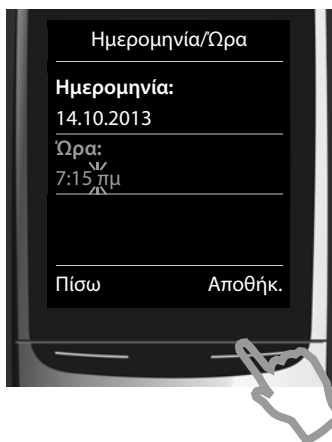 Ημερομηνία/Ώρα
Ημερομηνία:
14.10.2013
Ώρα:
7:15 πμ
Πίσω Αποθήκ.